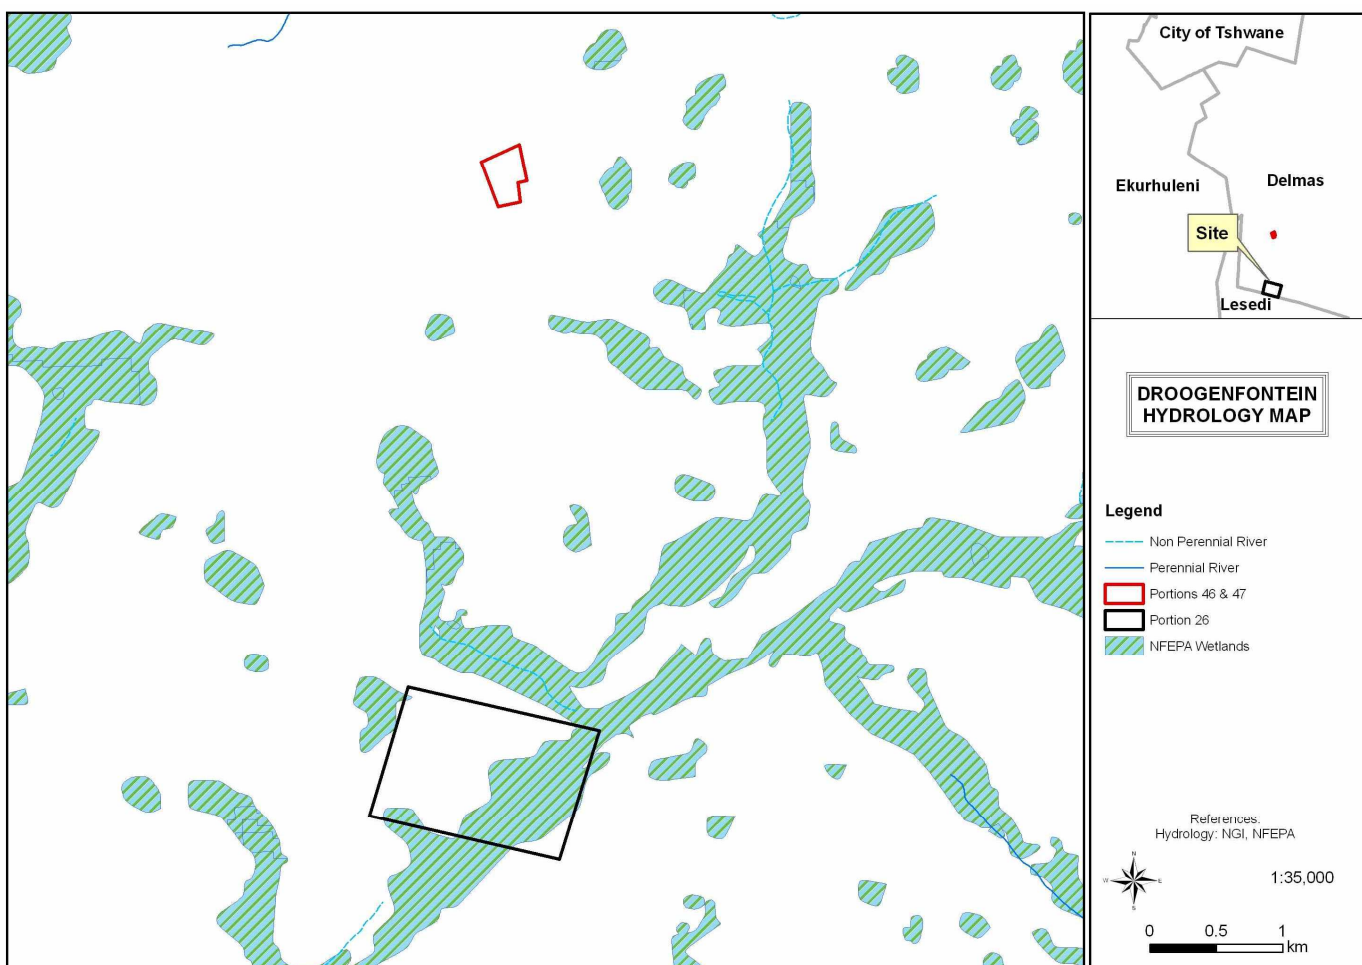 City of Tshwane
Ekurhuleni
Delmas
Site
Lesedi
DROOGENFONTEIN
HYDROLOGY MAP
Legend
Non Perennial River
Perennial River
Portions 46 & 47
Portion 26
NFEPA Wetlands
References:
Hydrology: NGI, NFEPA
N
W E
S
1:35,000
0 0.5 1
km